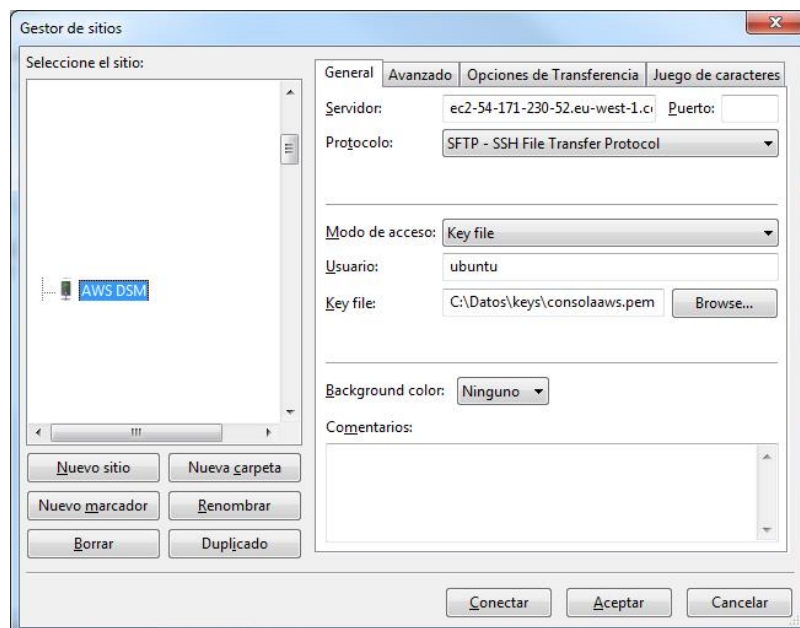 Gestor de sitios
Seleccione el sitio:
AWS DSM
Nuevo sitio
Nueva carpeta
Nuevo marcador
Renombrar
Borrar
Duplicado
General
Avanzado
Opciones de Transferencia
Juego de caracteres
Servidor: ec2-54-171-230-52.eu-west-1.c Puerto:
Protocolo: SFTP - SSH File Transfer Protocol
Modo de acceso: Key file
Usuario: ubuntu
Key file: C:\Datos\keys\consolaaws.pem Browse...
Background color: Ninguno
Comentarios:
Conectar
Aceptar
Cancelar